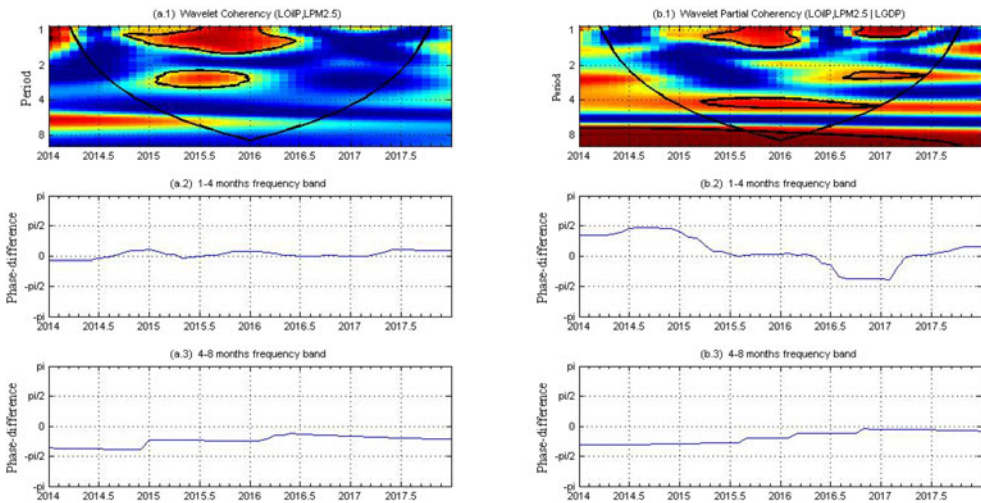 (a.1) Wavelet Coherency (LOilP,LPM2.5)
Period
1
2
4
8
2014 2014.5 2015 2015.5 2016 2016.5 2017 2017.5
(b.1) Wavelet Partial Coherency (LOilP,LPM2.5 | LGDP)
Period
1
2
4
8
2014 2014.5 2015 2015.5 2016 2016.5 2017 2017.5
(a.2) 1-4 months frequency band
Phase-difference
pi
pi/2
0
-pi/2
-pi
2014 2014.5 2015 2015.5 2016 2016.5 2017 2017.5
(b.2) 1-4 months frequency band
Phase-difference
pi
pi/2
0
-pi/2
-pi
2014 2014.5 2015 2015.5 2016 2016.5 2017 2017.5
(a.3) 4-8 months frequency band
Phase-difference
pi
pi/2
0
-pi/2
-pi
2014 2014.5 2015 2015.5 2016 2016.5 2017 2017.5
(b.3) 4-8 months frequency band
Phase-difference
pi
pi/2
0
-pi/2
-pi
2014 2014.5 2015 2015.5 2016 2016.5 2017 2017.5